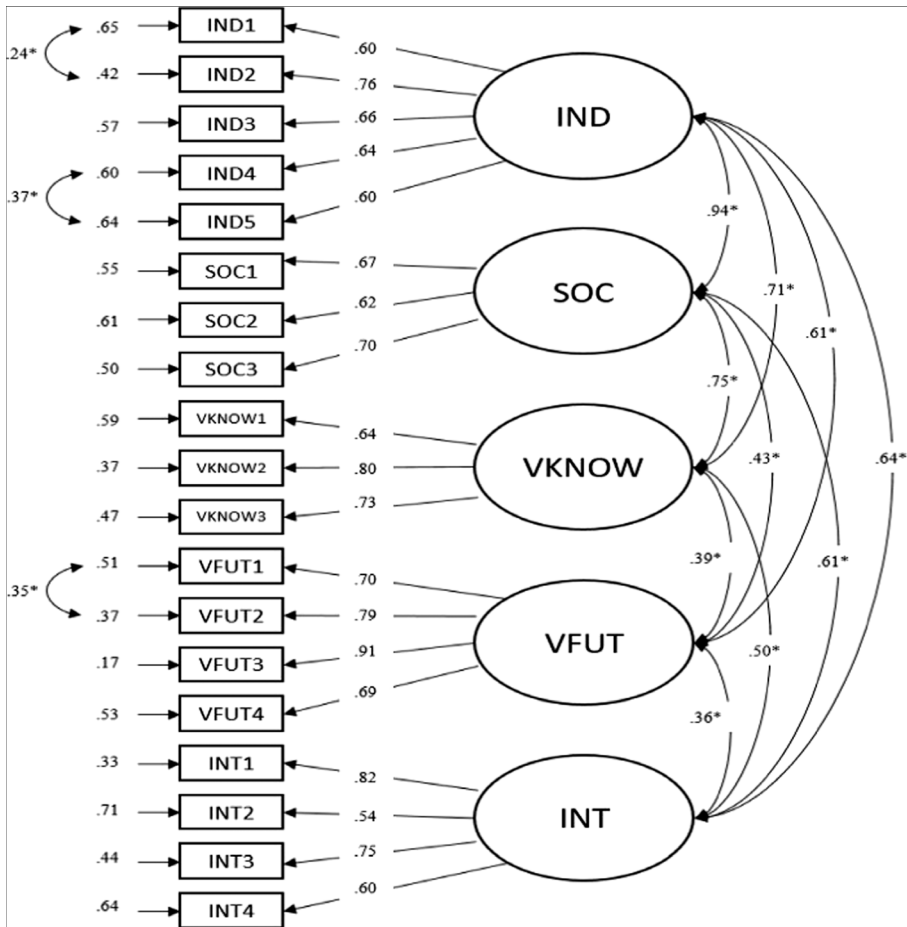 .65 IND1 .60
.24*
.42 IND2 .76
.57 IND3 .66
IND
.60 IND4 .64
.37*
.64 IND5 .60
.94*
.55 SOC1 .67
SOC
.71*
.61 SOC2 .62
.61*
.50 SOC3 .70
.75*
.59 VKNOW1 .64
.43*
.64*
.37 VKNOW2 .80
VKNOW
.47 VKNOW3 .73
.39*
.61*
.51 VFUT1 .70
.35*
.37 VFUT2 .79
VFUT
.50*
.17 VFUT3 .91
.53 VFUT4 .69
.36*
.33 INT1 .82
.71 INT2 .54
INT
.44 INT3 .75
.64 INT4 .60